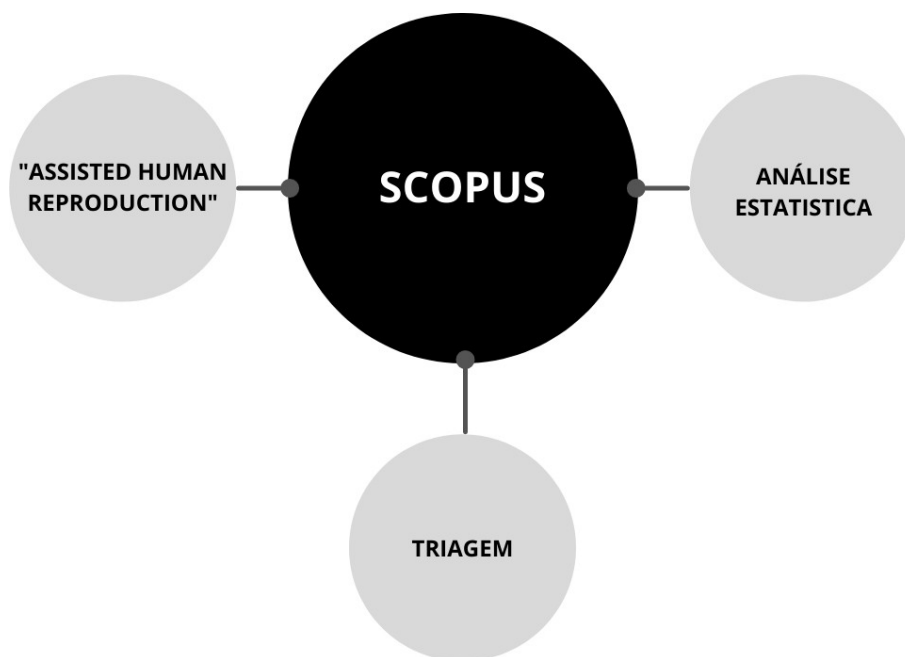 "ASSISTED HUMAN
REPRODUCTION"
SCOPUS
ANÁLISE
ESTATISTICA
TRIAGEM